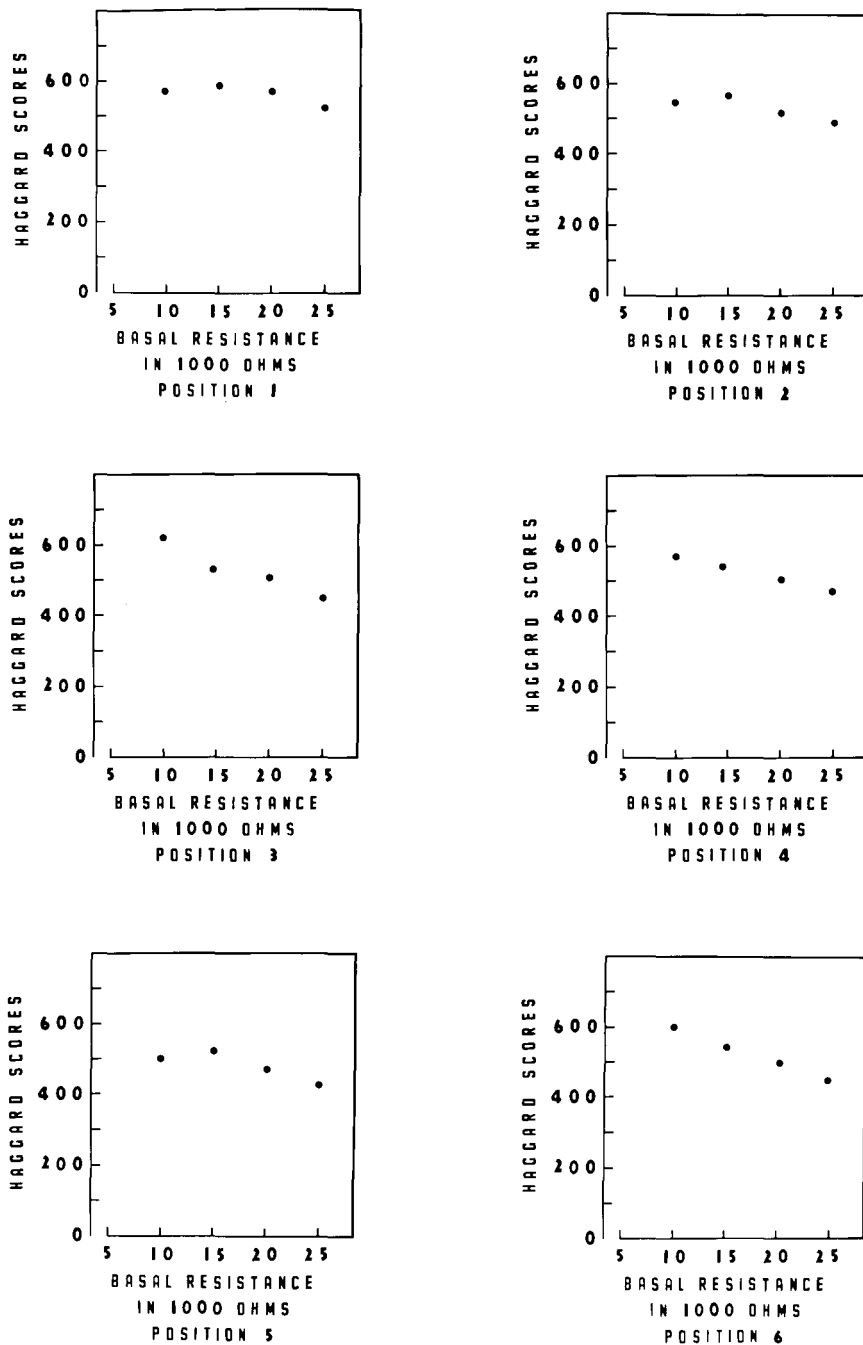 HAGGARD SCORES
600
400
200
0
5 10 15 20 25
BASAL RESISTANCE
IN 1000 OHMS
POSITION 1
HAGGARD SCORES
600
400
200
0
5 10 15 20 25
BASAL RESISTANCE
IN 1000 OHMS
POSITION 2
HAGGARD SCORES
600
400
200
0
5 10 15 20 25
BASAL RESISTANCE
IN 1000 OHMS
POSITION 3
HAGGARD SCORES
600
400
200
0
5 10 15 20 25
BASAL RESISTANCE
IN 1000 OHMS
POSITION 4
HAGGARD SCORES
600
400
200
0
5 10 15 20 25
BASAL RESISTANCE
IN 1000 OHMS
POSITION 5
HAGGARD SCORES
600
400
200
0
5 10 15 20 25
BASAL RESISTANCE
IN 1000 OHMS
POSITION 6